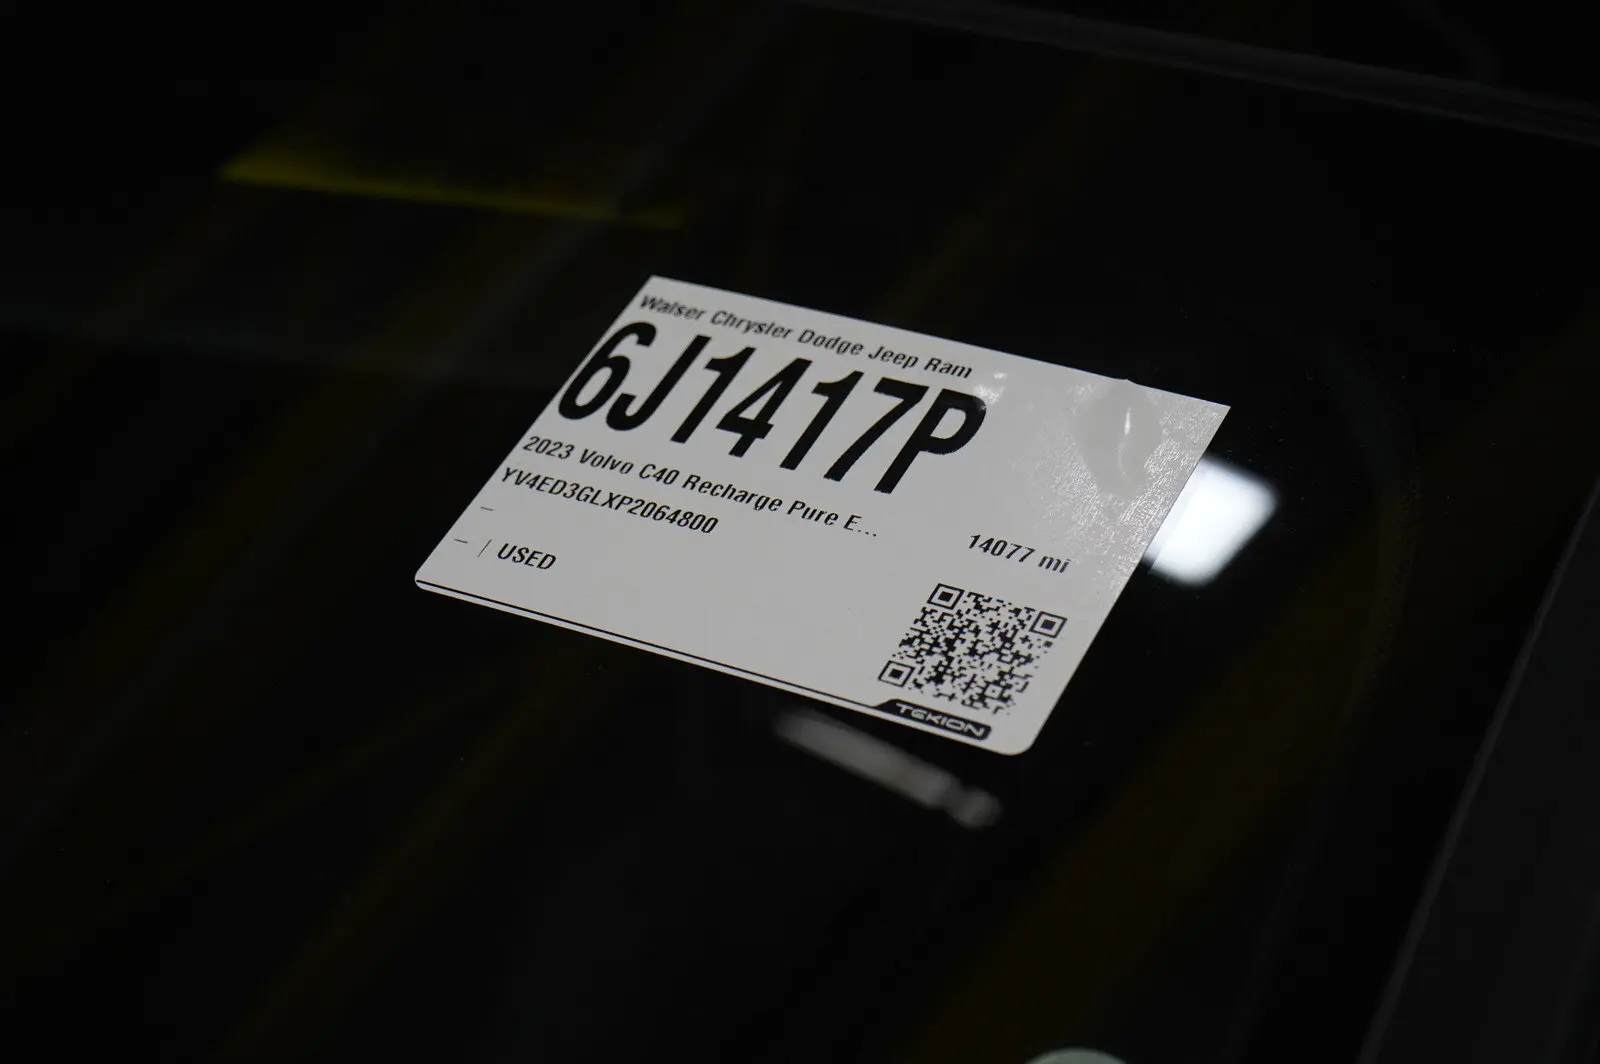 Walser Chrysler Dodge Jeep Ram
6J1417P
2023 Volvo C40 Recharge Pure E...
YV4ED3GLXP2064800
14077 mi
–
– | USED
TEKION